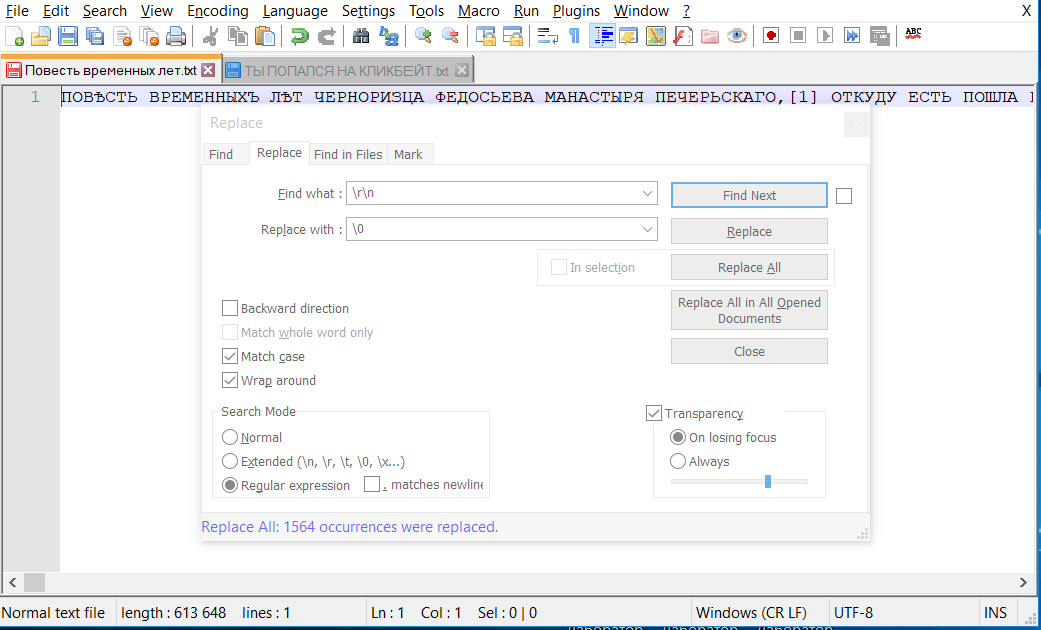 File Edit Search View Encoding Language Settings Tools Macro Run Plugins Window ? X
ABC
Повесть временных лет.txt ТЫ ПОПАЛСЯ НА КЛИКБЕЙТ.txt
1 ПОВѢСТЬ ВРЕМЕННЫХЪ ЛѢТ ЧЕРНОРИЗЦА ФЕДОСЬЕВА МАНАСТЫРЯ ПЕЧЕРЬСКАГО,[1] ОТКУДУ ЕСТЬ ПОШЛА
Replace
Find Replace Find in Files Mark
Find what : \r\n Find Next
Replace with : \0 Replace
In selection Replace All
Replace All in All Opened
Documents
Backward direction
Match whole word only
Close
Match case
Wrap around
Search Mode
Transparency
Normal
On losing focus
Extended (\n, \r, \t, \0, \x...)
Always
Regular expression . matches newline
Replace All: 1564 occurrences were replaced.
Normal text file length : 613 648 lines : 1 Ln : 1 Col : 1 Sel : 0 | 0 Windows (CR LF) UTF-8 INS